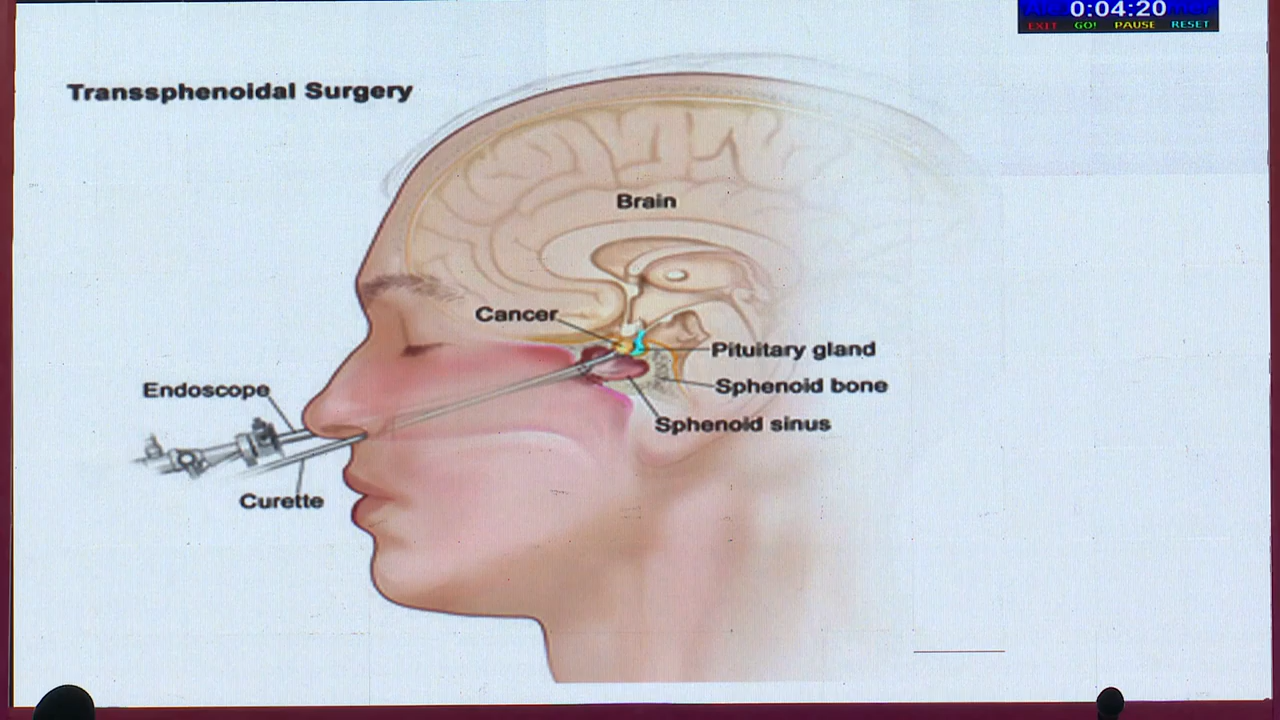 0:04:20
EXIT GO! PAUSE RESET
Transsphenoidal Surgery
Brain
Cancer
Pituitary gland
Sphenoid bone
Sphenoid sinus
Endoscope
Curette